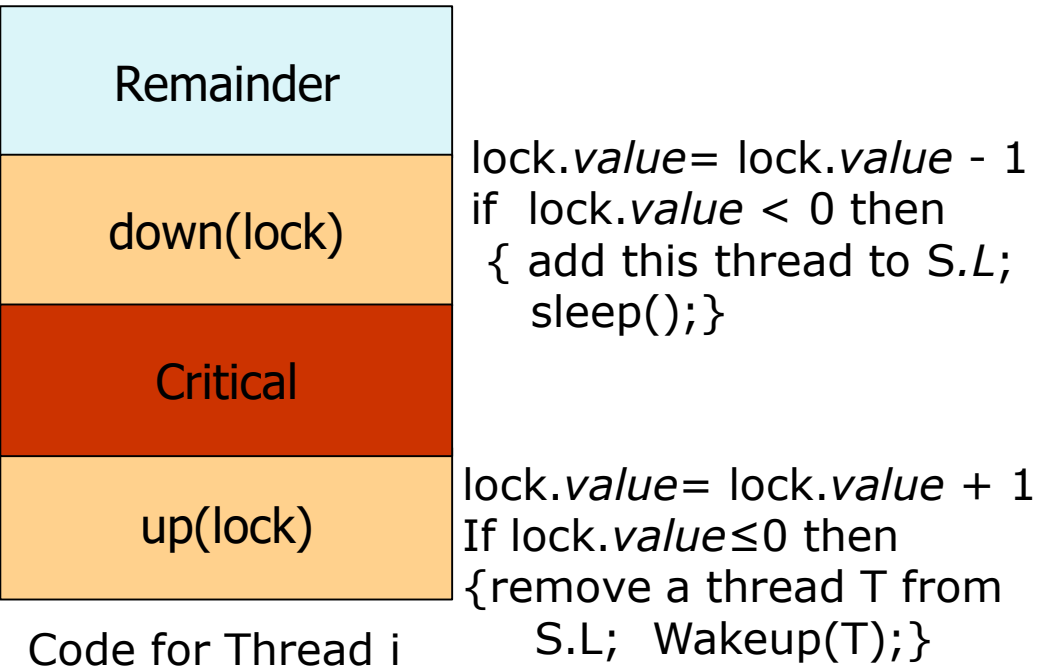 Remainder
down(lock)
lock.value= lock.value - 1
if lock.value < 0 then
{ add this thread to S.L;
sleep();}
Critical
up(lock)
lock.value= lock.value + 1
If lock.value≤0 then
{remove a thread T from
S.L; Wakeup(T);}
Code for Thread i